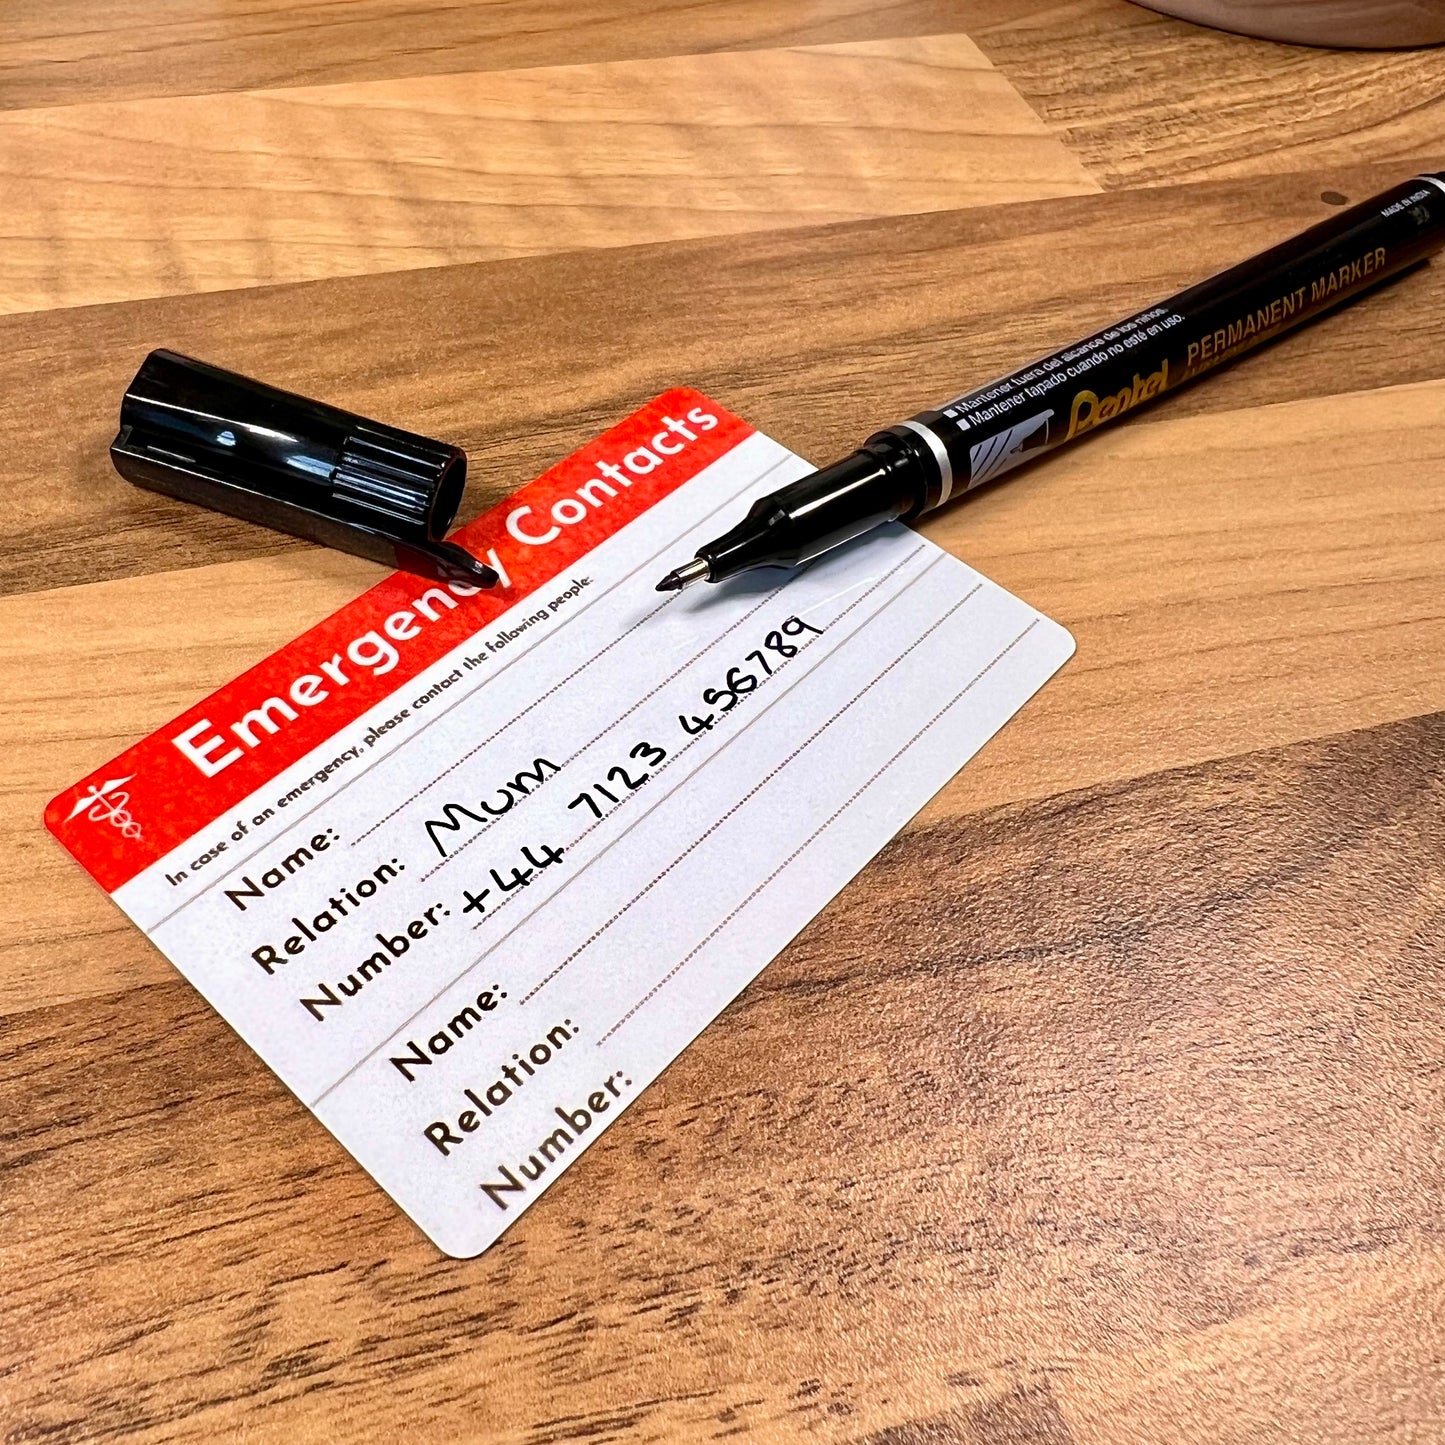 Emergency Contacts
In case of an emergency, please contact the following people:
Name:
Relation: Mum
Number: +44 7123 456789
Name:
Relation:
Number:
■ Mantener fuera del alcance de los niños.
■ Mantener tapado cuando no esté en uso.
Pentel PERMANENT MARKER
MADE IN INDIA